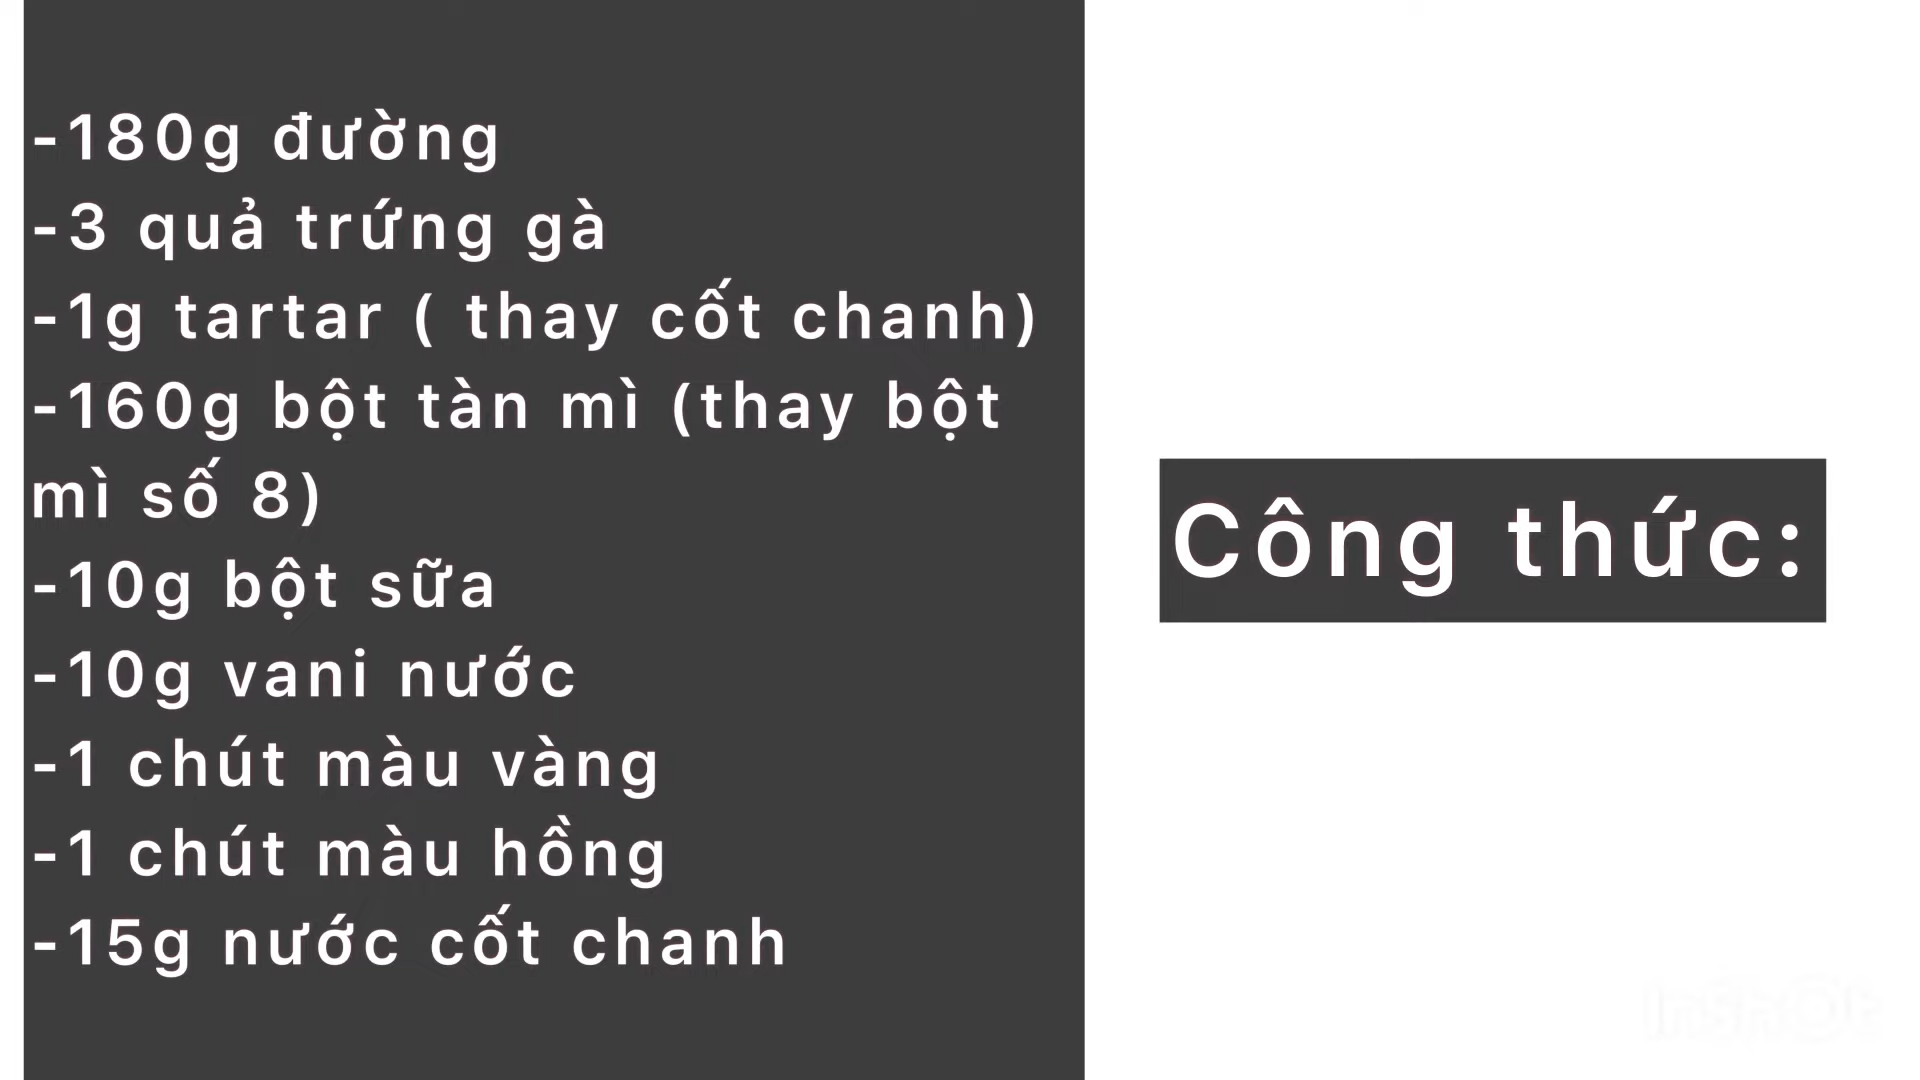 -180g đường
-3 quả trứng gà
-1g tartar ( thay cốt chanh)
-160g bột tàn mì (thay bột
mì số 8)
-10g bột sữa
-10g vani nước
-1 chút màu vàng
-1 chút màu hồng
-15g nước cốt chanh
Công thức:
InShOt